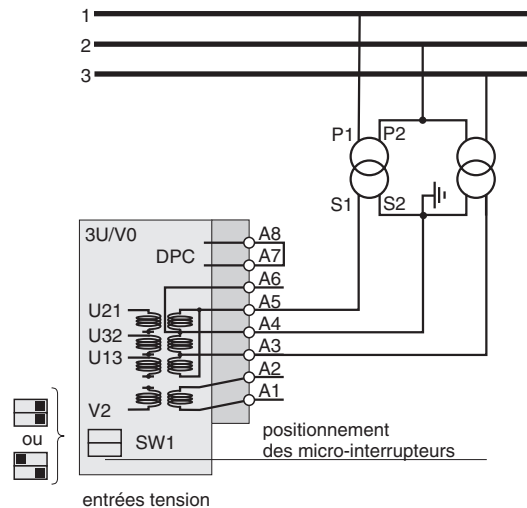 1
2
3
P1 P2
S1 S2
3U/V0
DPC
A8
A7
A6
A5
A4
A3
A2
A1
U21
U32
U13
V2
SW1
ou
positionnement
des micro-interrupteurs
entrées tension